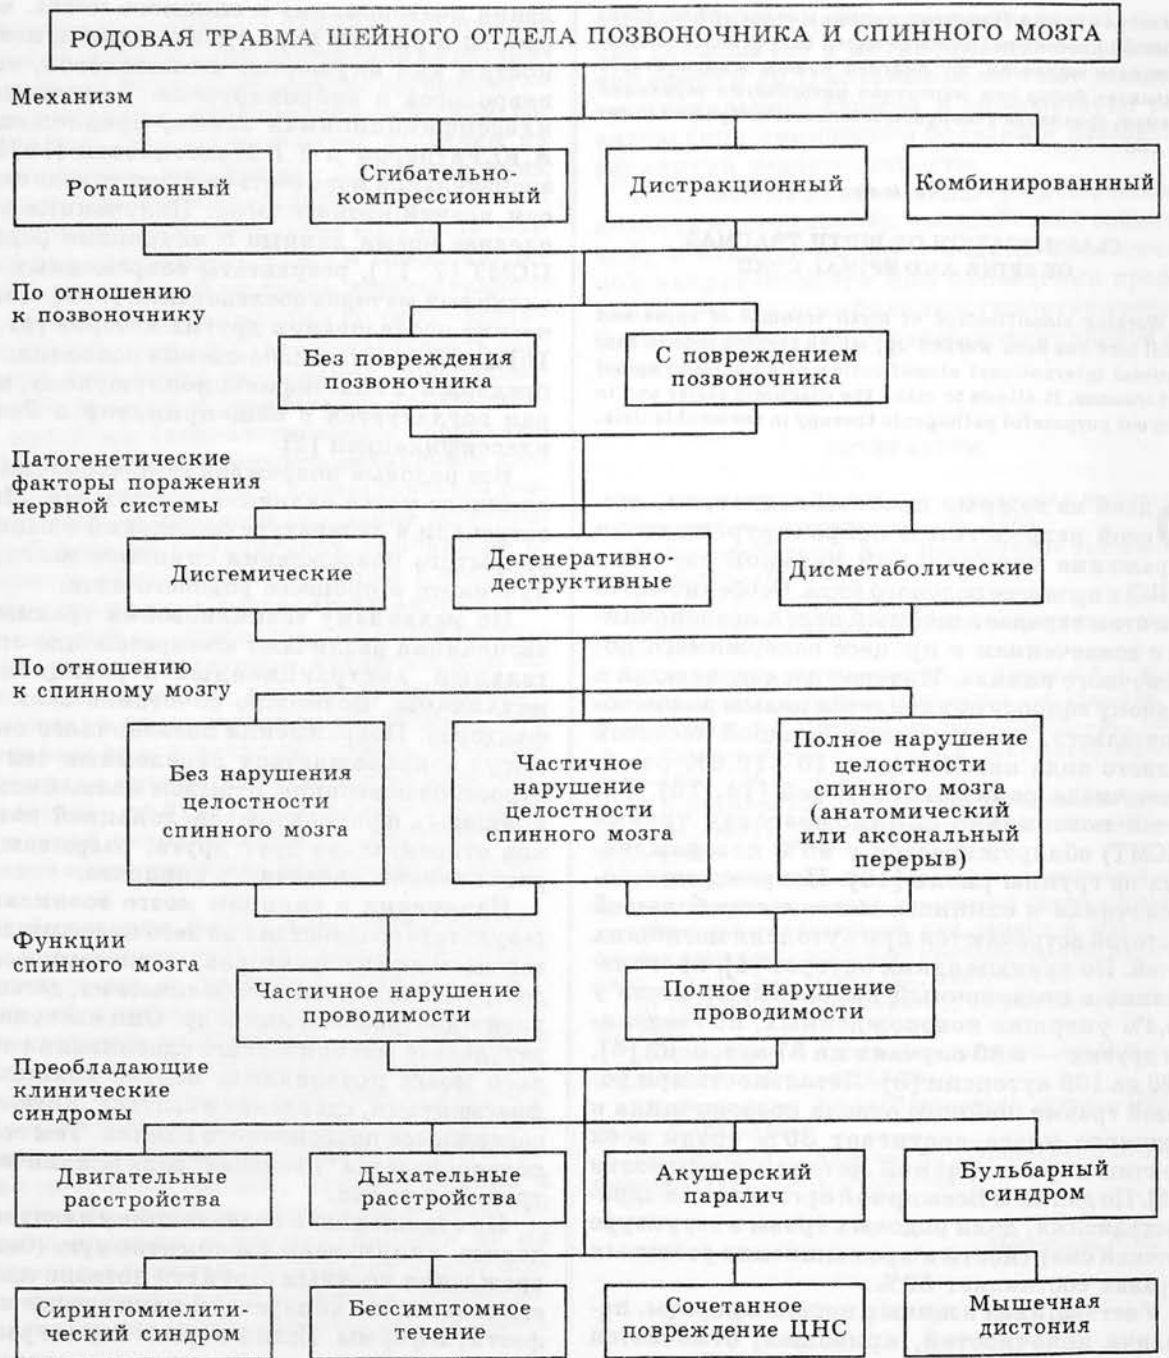 РОДОВАЯ ТРАВМА ШЕЙНОГО ОТДЕЛА ПОЗВОНОЧНИКА И СПИННОГО МОЗГА
Механизм
Ротационный
Сгибательно-
компрессионный
Дистракционный
Комбинированнный
По отношению
к позвоночнику
Без повреждения
позвоночника
С повреждением
позвоночника
Патогенетические
факторы поражения
нервной системы
Дисгемические
Дегенеративно-
деструктивные
Дисметаболические
По отношению
к спинному мозгу
Без нарушения
целостности
спинного мозга
Частичное
нарушение
целостности
спинного мозга
Полное нарушение
целостности
спинного мозга
(анатомический
и аксональный
перерыв)
Функции
спинного мозга
Частичное нарушение
проводимости
Полное нарушение
проводимости
Преобладающие
клинические
синдромы
Двигательные
расстройства
Дыхательные
расстройства
Акушерский
паралич
Бульбарный
синдром
Сирингомиелити-
ческий синдром
Бессимптомное
течение
Сочетанное
повреждение ЦНС
Мышечная
дистония